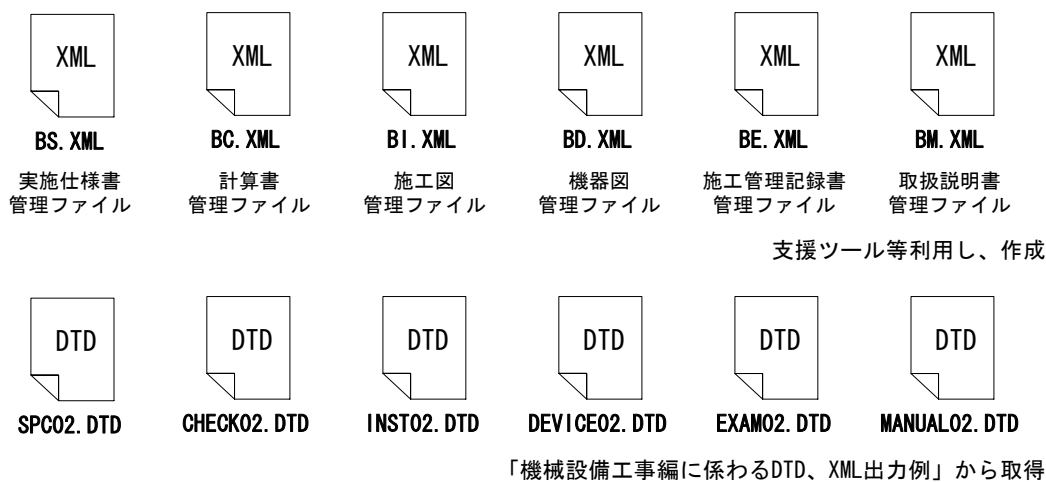 XML XML XML XML XML XML
BS.XML BC.XML BI.XML BD.XML BE.XML BM.XML
実施仕様書 計算書 施工図 機器図 施工管理記録書 取扱説明書
管理ファイル 管理ファイル 管理ファイル 管理ファイル 管理ファイル 管理ファイル
支援ツール等利用し、作成
DTD DTD DTD DTD DTD DTD
SPC02.DTD CHECK02.DTD INST02.DTD DEVICE02.DTD EXAM02.DTD MANUAL02.DTD
「機械設備工事編に係わるDTD、XML出力例」から取得